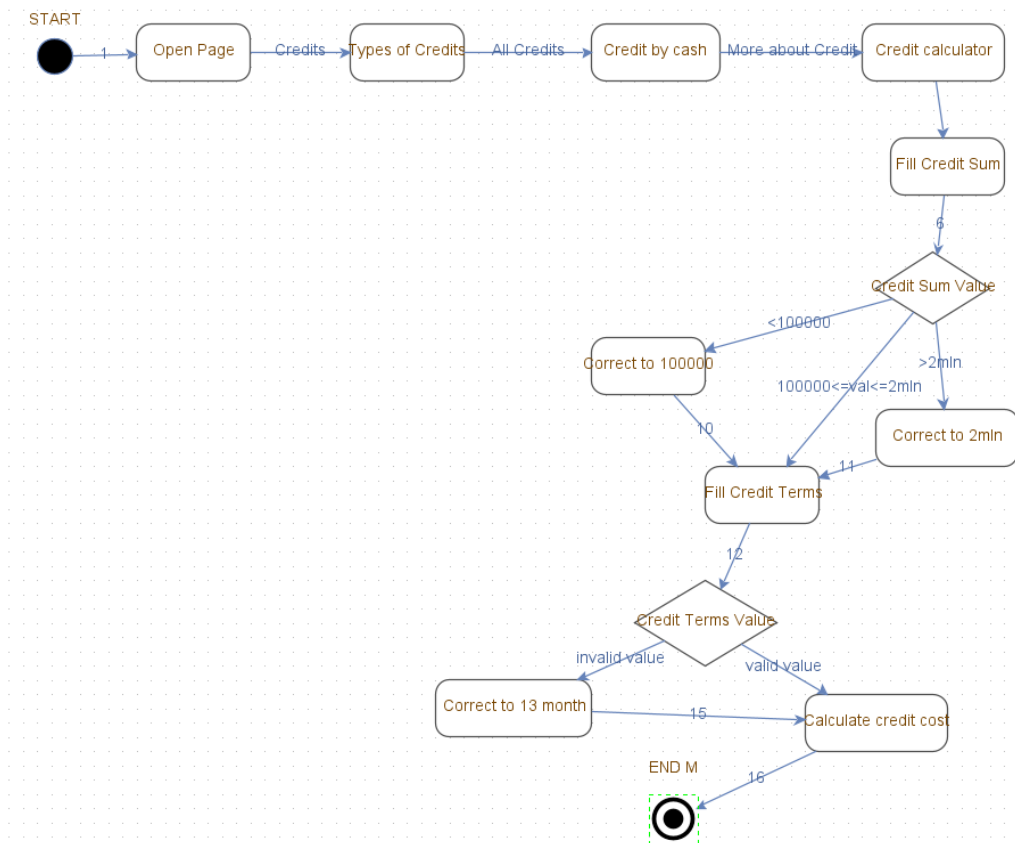 START
1
Open Page
Credits
Types of Credits
All Credits
Credit by cash
More about Credit
Credit calculator
Fill Credit Sum
6
Credit Sum Value
<100000
100000<=val<=2mln
>2mln
Correct to 100000
Correct to 2mln
10
11
Fill Credit Terms
12
Credit Terms Value
invalid value
valid value
Correct to 13 month
15
Calculate credit cost
16
END M